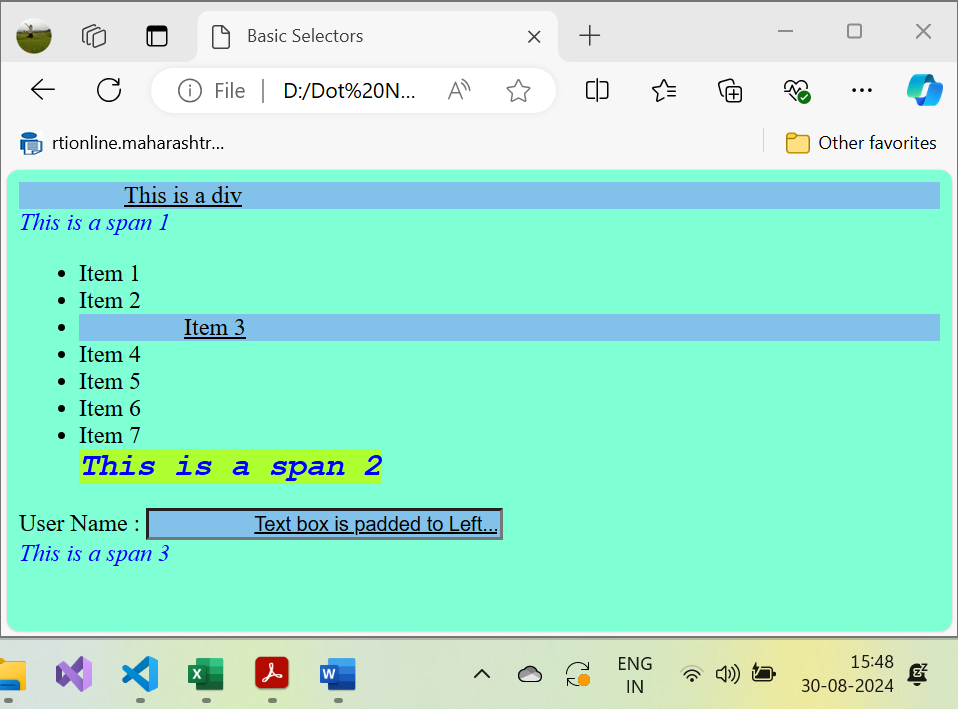 Basic Selectors
File D:/Dot%20N...
rtionline.maharashtr...
Other favorites
This is a div
This is a span 1
Item 1
Item 2
Item 3
Item 4
Item 5
Item 6
Item 7
This is a span 2
User Name : Text box is padded to Left...
This is a span 3
ENG
IN
15:48
30-08-2024